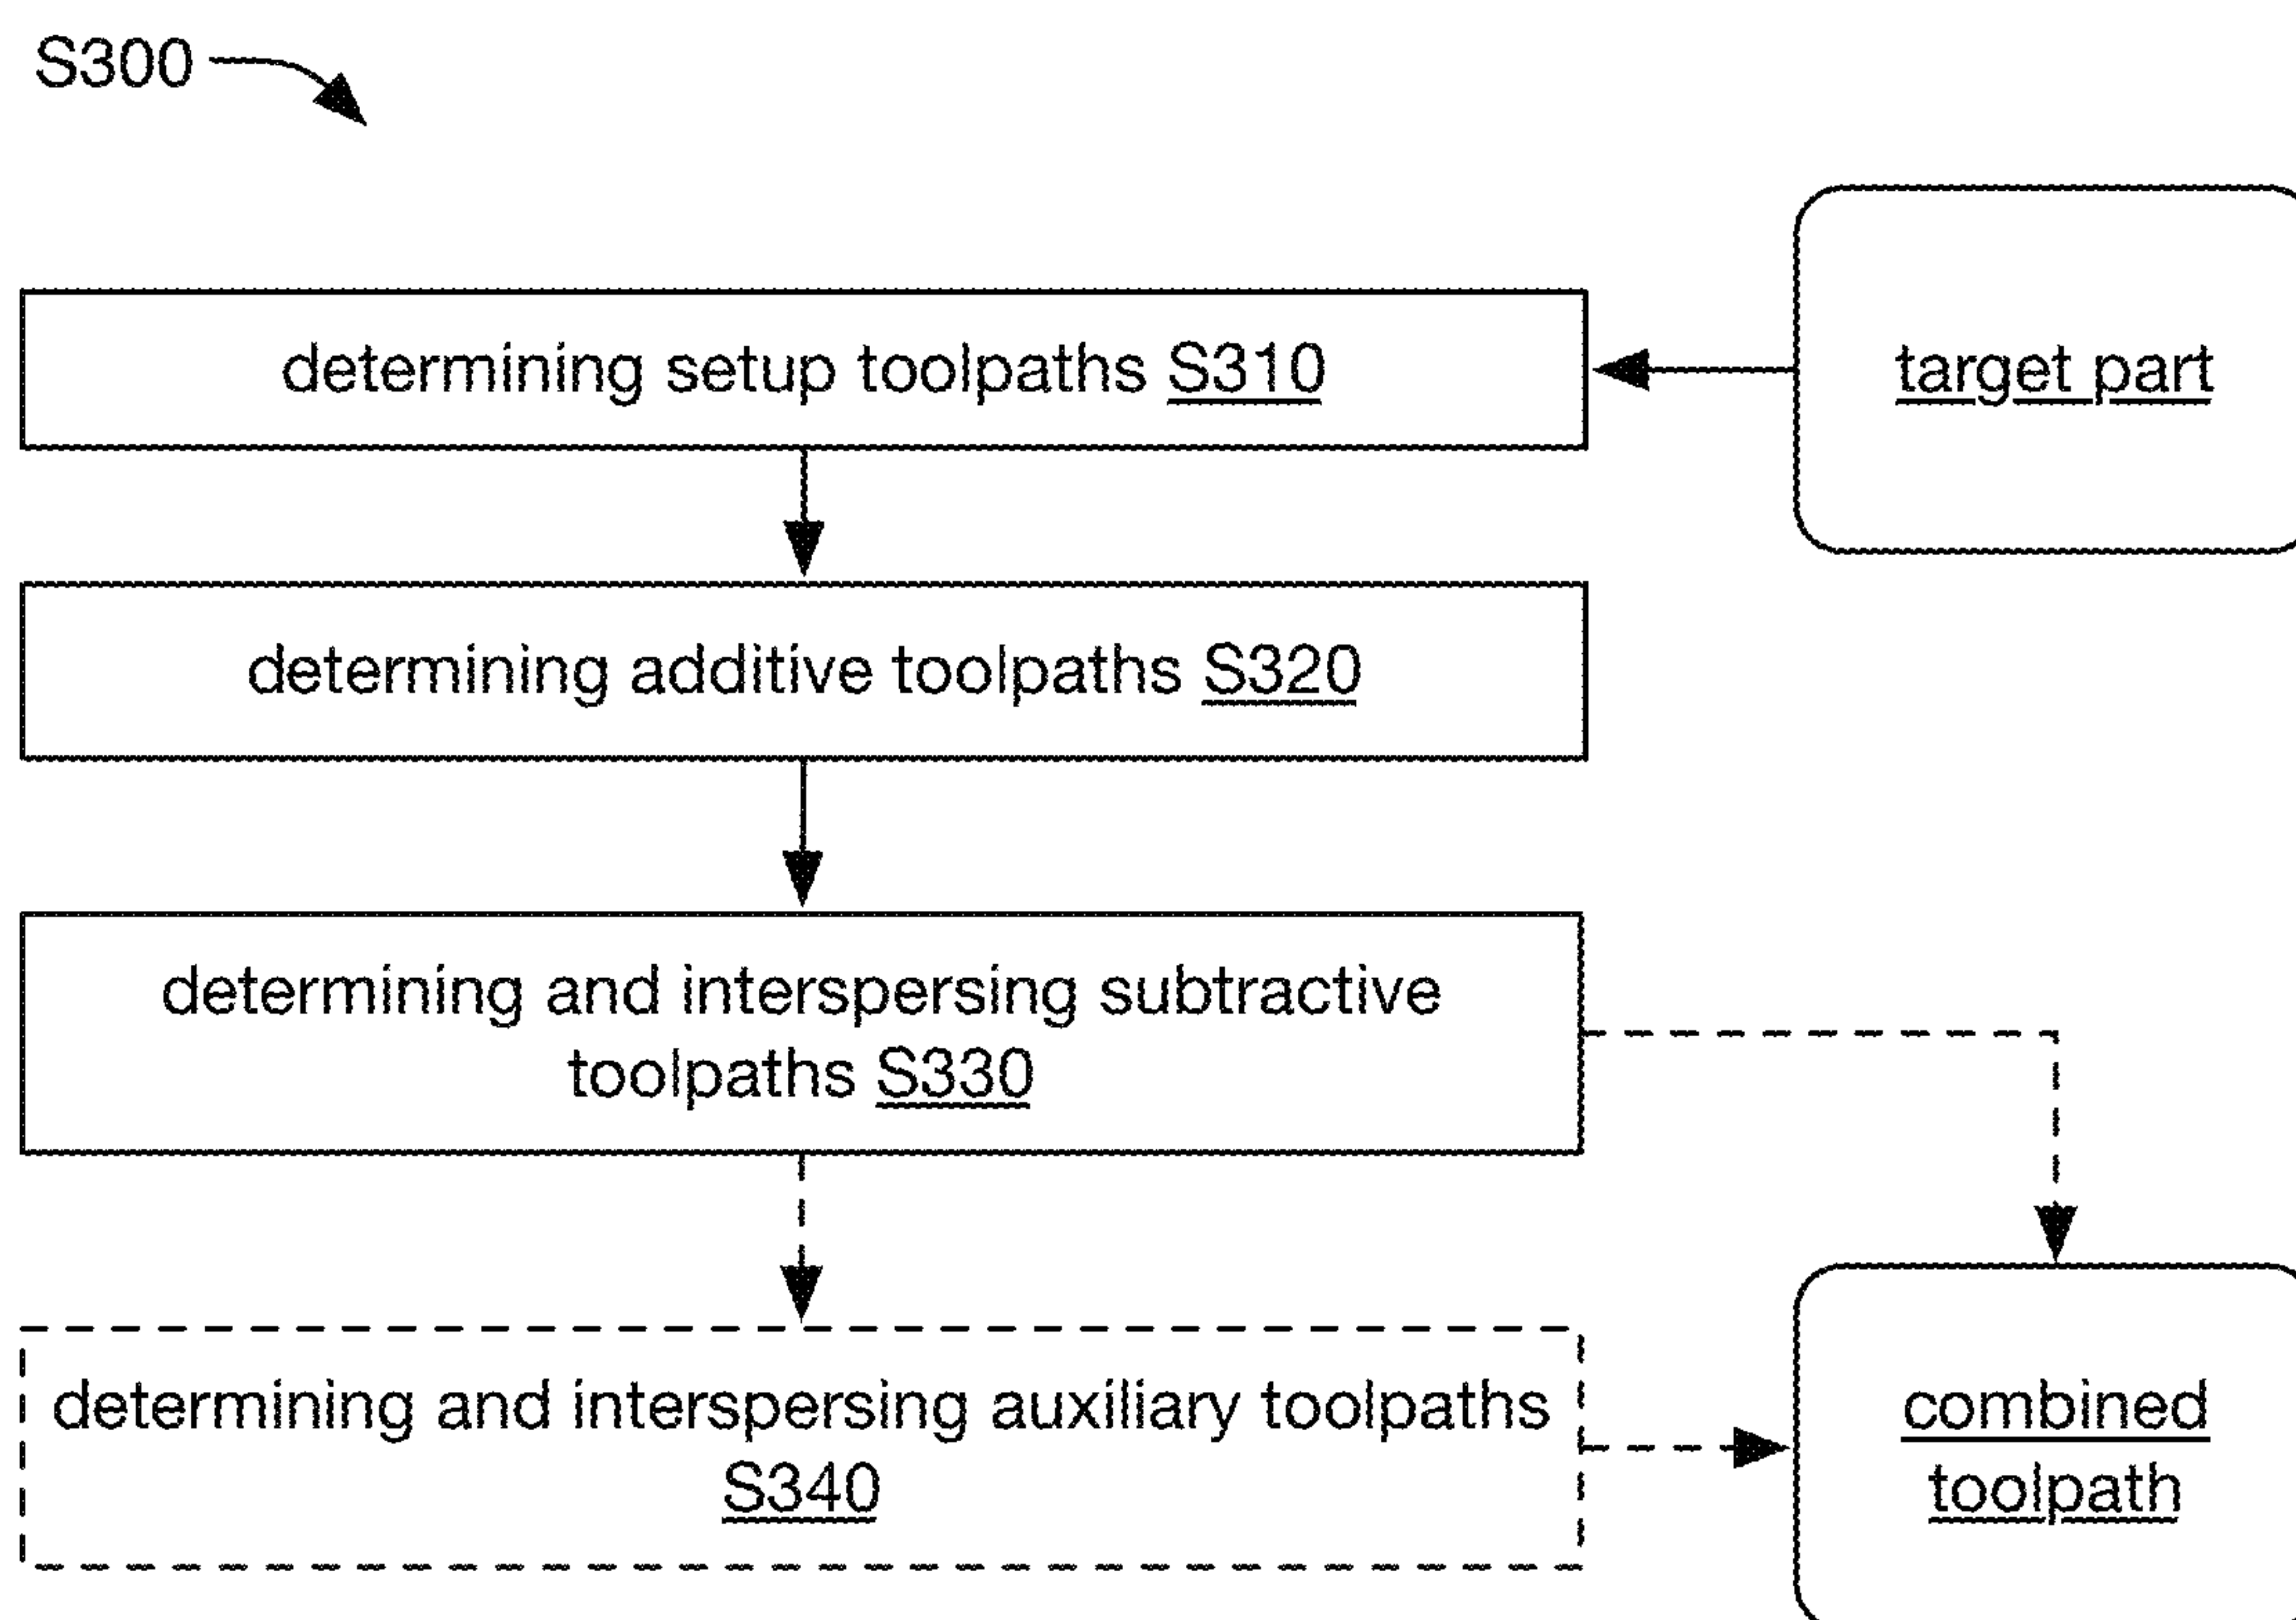 S300
determining setup toolpaths S310
target part
determining additive toolpaths S320
determining and interspersing subtractive
toolpaths S330
determining and interspersing auxiliary toolpaths
S340
combined
toolpath